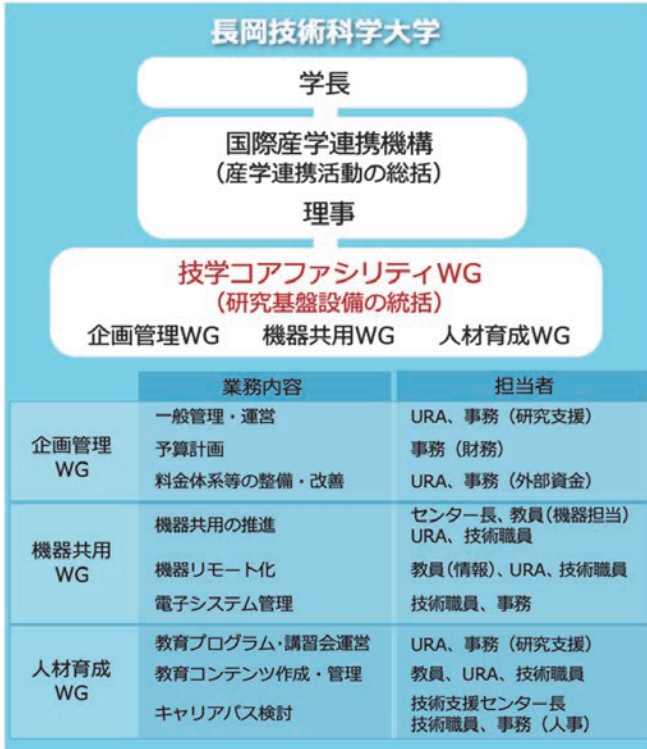 長岡技術科学大学
学長
国際産学連携機構
(産学連携活動の総括)
理事
技学コアファシリティWG
(研究基盤設備の統括)
企画管理WG 機器共用WG 人材育成WG
業務内容 担当者
企画管理
WG
一般管理・運営 URA、事務(研究支援)
予算計画 事務(財務)
料金体系等の整備・改善 URA、事務(外部資金)
機器共用
WG
機器共用の推進 センター長、教員(機器担当)
URA、技術職員
機器リモート化 教員(情報)、URA、技術職員
電子システム管理 技術職員、事務
人材育成
WG
教育プログラム・講習会運営 URA、事務(研究支援)
教育コンテンツ作成・管理 教員、URA、技術職員
キャリアパス検討 技術支援センター長
技術職員、事務(人事)